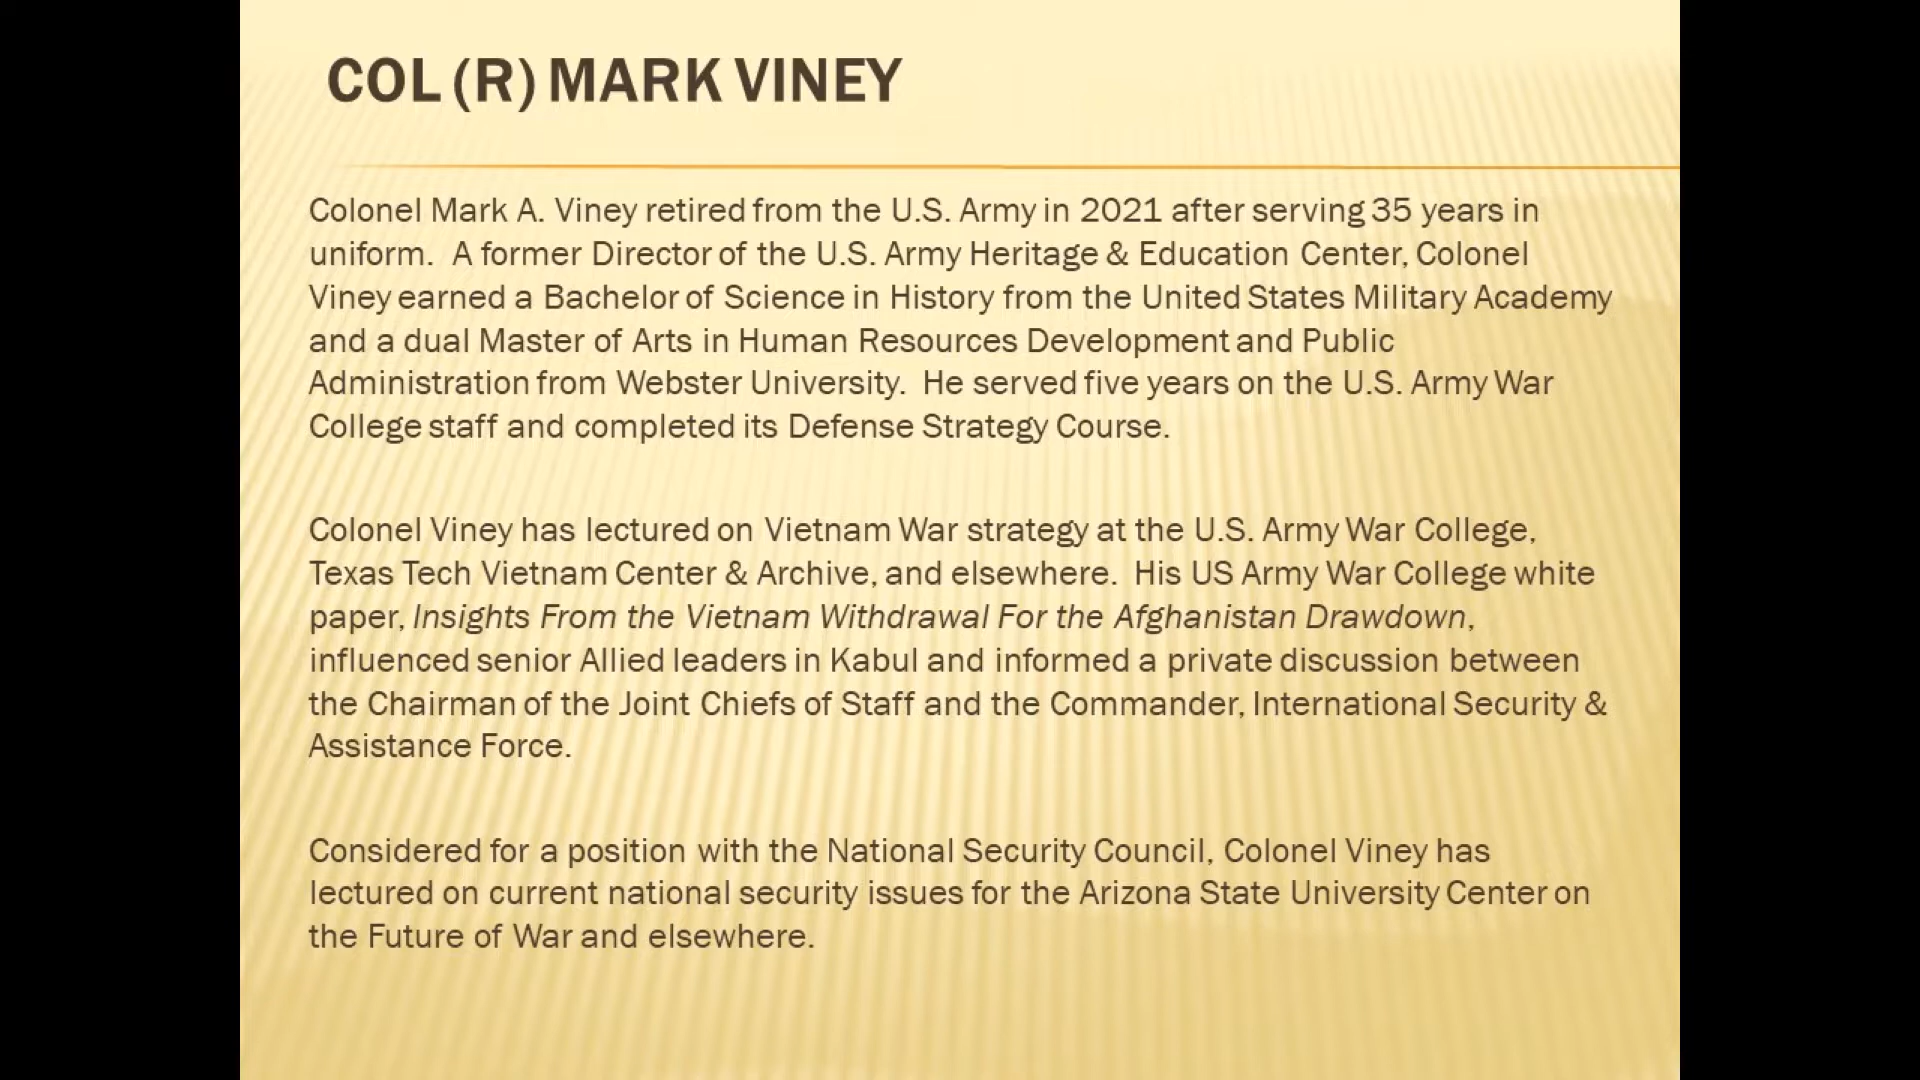 COL (R) MARK VINEY
Colonel Mark A. Viney retired from the U.S. Army in 2021 after serving 35 years in
uniform.  A former Director of the U.S. Army Heritage & Education Center, Colonel
Viney earned a Bachelor of Science in History from the United States Military Academy
and a dual Master of Arts in Human Resources Development and Public
Administration from Webster University.  He served five years on the U.S. Army War
College staff and completed its Defense Strategy Course.
Colonel Viney has lectured on Vietnam War strategy at the U.S. Army War College,
Texas Tech Vietnam Center & Archive, and elsewhere.  His US Army War College white
paper, Insights From the Vietnam Withdrawal For the Afghanistan Drawdown,
influenced senior Allied leaders in Kabul and informed a private discussion between
the Chairman of the Joint Chiefs of Staff and the Commander, International Security &
Assistance Force.
Considered for a position with the National Security Council, Colonel Viney has
lectured on current national security issues for the Arizona State University Center on
the Future of War and elsewhere.